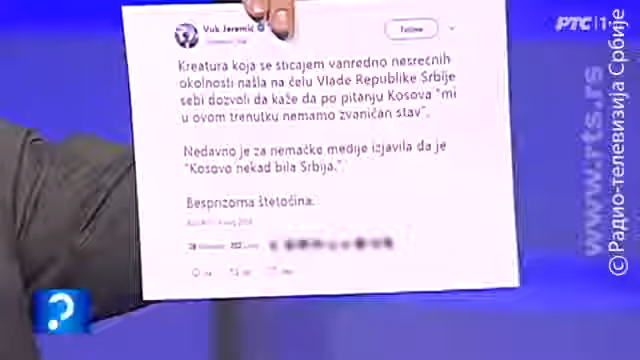 РТС 1
Vuk Jeremić
Follow
Kreatura koja se sticajem vanredno nesrećnih
okolnosti našla na čelu Vlade Republike Srbije
sebi dozvoli da kaže da po pitanju Kosova "mi
u ovom trenutku nemamo zvaničan stav".
Nedavno je za nemačke medije izjavila da je
"Kosovo nekad bila Srbija."
Besprizorna štetočina.
www.rts.rs
© Радио-телевизија Србије
?